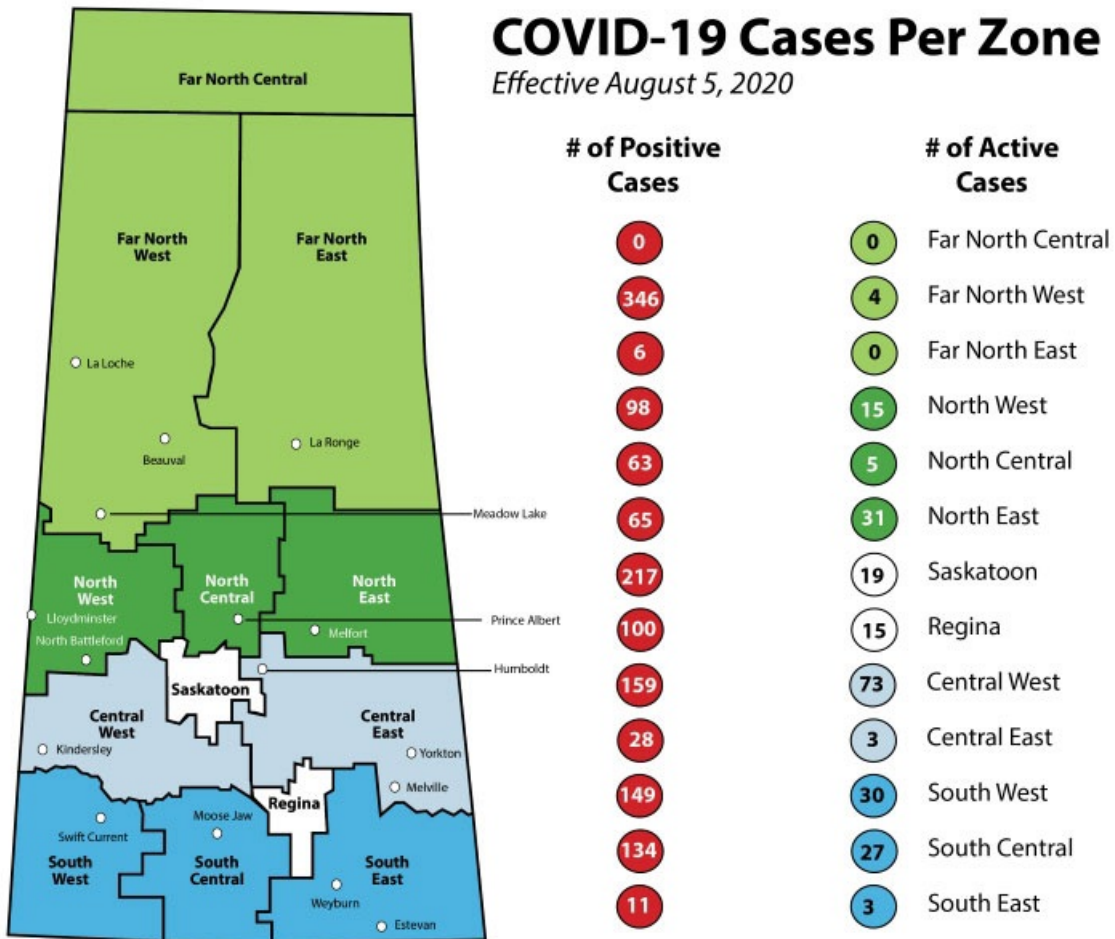 COVID-19 Cases Per Zone
Effective August 5, 2020
# of Positive
Cases
# of Active
Cases
0 0 Far North Central
346 4 Far North West
6 0 Far North East
98 15 North West
63 5 North Central
65 31 North East
217 19 Saskatoon
100 15 Regina
159 73 Central West
28 3 Central East
149 30 South West
134 27 South Central
11 3 South East
Far North Central
Far North
West
Far North
East
La Loche
Beauval
La Ronge
Meadow Lake
North
West
North
Central
North
East
Lloydminster
North Battleford
Prince Albert
Melfort
Humboldt
Saskatoon
Central
West
Central
East
Kindersley
Yorkton
Melville
Regina
Moose Jaw
Swift Current
South
West
South
Central
South
East
Weyburn
Estevan